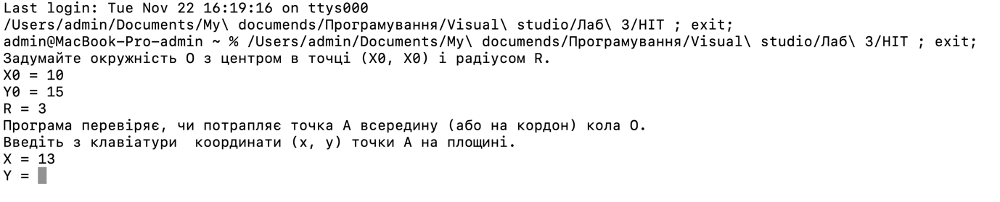 Last login: Tue Nov 22 16:19:16 on ttys000
/Users/admin/Documents/My\ documends/Програмування/Visual\ studio/Лаб\ 3/HIT ; exit;
admin@MacBook-Pro-admin ~ % /Users/admin/Documents/My\ documends/Програмування/Visual\ studio/Лаб\ 3/HIT ; exit;
Задумайте окружність О з центром в точці (X0, X0) і радіусом R.
X0 = 10
Y0 = 15
R = 3
Програма перевіряє, чи потрапляє точка А всередину (або на кордон) кола О.
Введіть з клавіатури  координати (x, y) точки А на площині.
X = 13
Y =